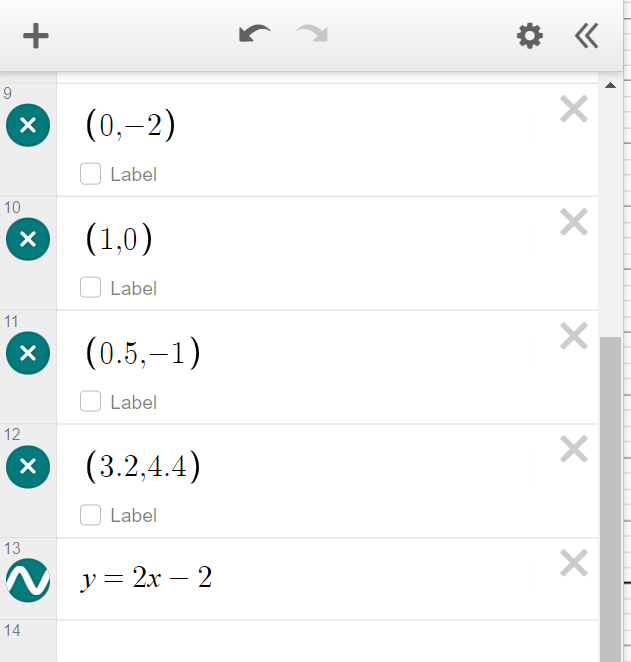 9
(0,−2)
Label
10
(1,0)
Label
11
(0.5,−1)
Label
12
(3.2,4.4)
Label
13
y = 2x − 2
14